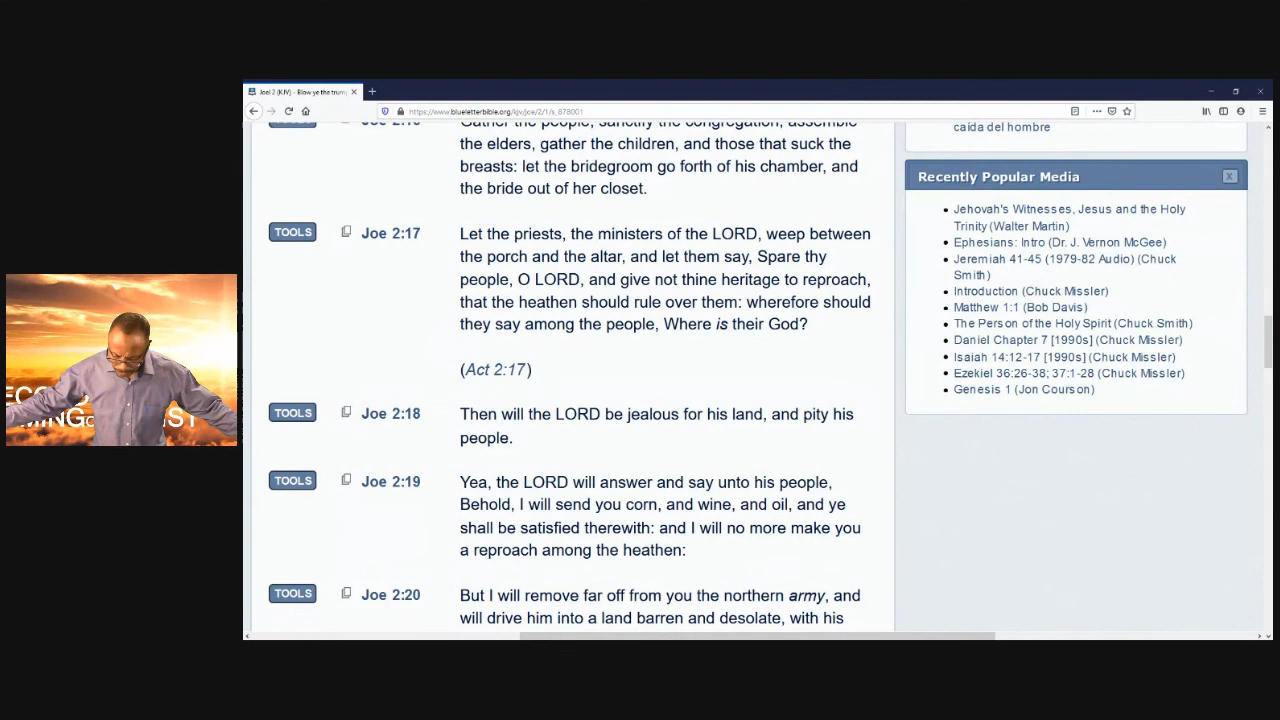 Joel 2 (KJV) - Blow ye the trump
https://www.blueletterbible.org/kjv/joe/2/1/s_878001
TOOLS Joe 2:16 Gather the people, sanctify the congregation, assemble
the elders, gather the children, and those that suck the
breasts: let the bridegroom go forth of his chamber, and
the bride out of her closet.
TOOLS Joe 2:17 Let the priests, the ministers of the LORD, weep between
the porch and the altar, and let them say, Spare thy
people, O LORD, and give not thine heritage to reproach,
that the heathen should rule over them: wherefore should
they say among the people, Where is their God?
(Act 2:17)
TOOLS Joe 2:18 Then will the LORD be jealous for his land, and pity his
people.
TOOLS Joe 2:19 Yea, the LORD will answer and say unto his people,
Behold, I will send you corn, and wine, and oil, and ye
shall be satisfied therewith: and I will no more make you
a reproach among the heathen:
TOOLS Joe 2:20 But I will remove far off from you the northern army, and
will drive him into a land barren and desolate, with his
caída del hombre
Recently Popular Media
Jehovah's Witnesses, Jesus and the Holy
Trinity (Walter Martin)
Ephesians: Intro (Dr. J. Vernon McGee)
Jeremiah 41-45 (1979-82 Audio) (Chuck
Smith)
Introduction (Chuck Missler)
Matthew 1:1 (Bob Davis)
The Person of the Holy Spirit (Chuck Smith)
Daniel Chapter 7 [1990s] (Chuck Missler)
Isaiah 14:12-17 [1990s] (Chuck Missler)
Ezekiel 36:26-38; 37:1-28 (Chuck Missler)
Genesis 1 (Jon Courson)